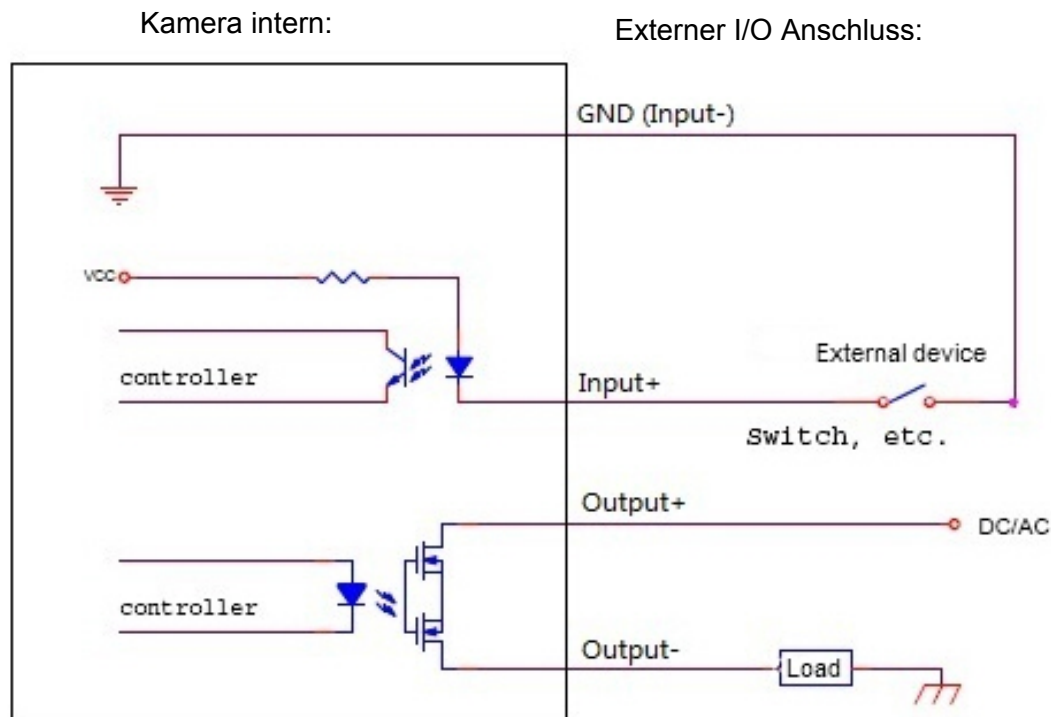 Kamera intern:
Externer I/O Anschluss:
GND (Input-)
VCC
controller
Input+
External device
Switch, etc.
Output+
DC/AC
controller
Output-
Load